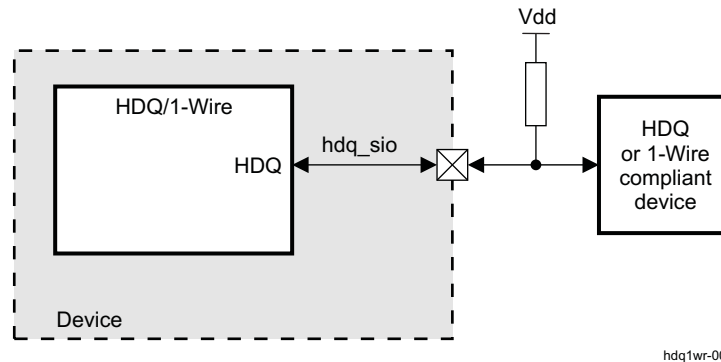 Vdd
HDQ/1-Wire
hdq_sio
HDQ
HDQ
or 1-Wire
compliant
device
Device